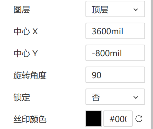 图层 顶层
中心 X 3600mil
中心 Y -800mil
旋转角度 90
锁定 否
丝印颜色 #000